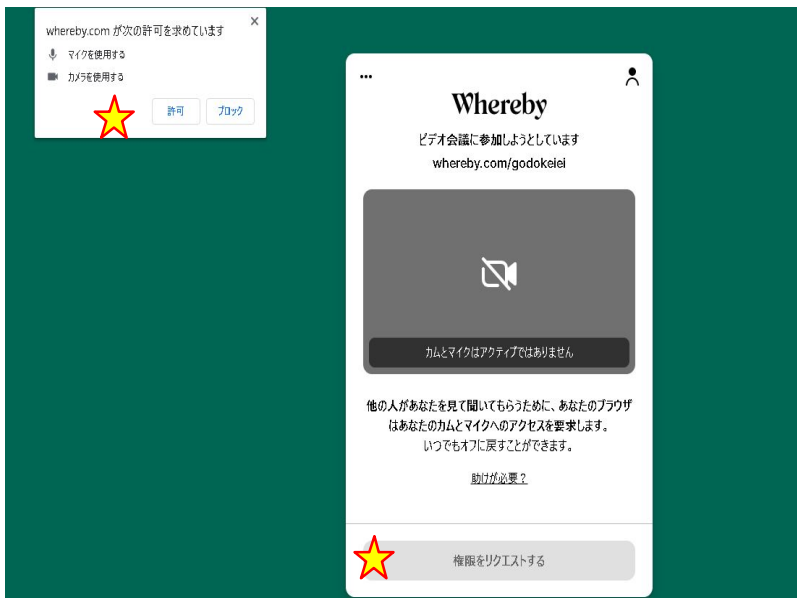 whereby.com が次の許可を求めています
マイクを使用する
カメラを使用する
許可
ブロック
Whereby
ビデオ会議に参加しようとしています
whereby.com/godokeiei
カムとマイクはアクティブではありません
他の人があなたを見て聞いてもらうために、あなたのブラウザ
はあなたのカムとマイクへのアクセスを要求します。
いつでもオフに戻すことができます。
助けが必要？
権限をリクエストする